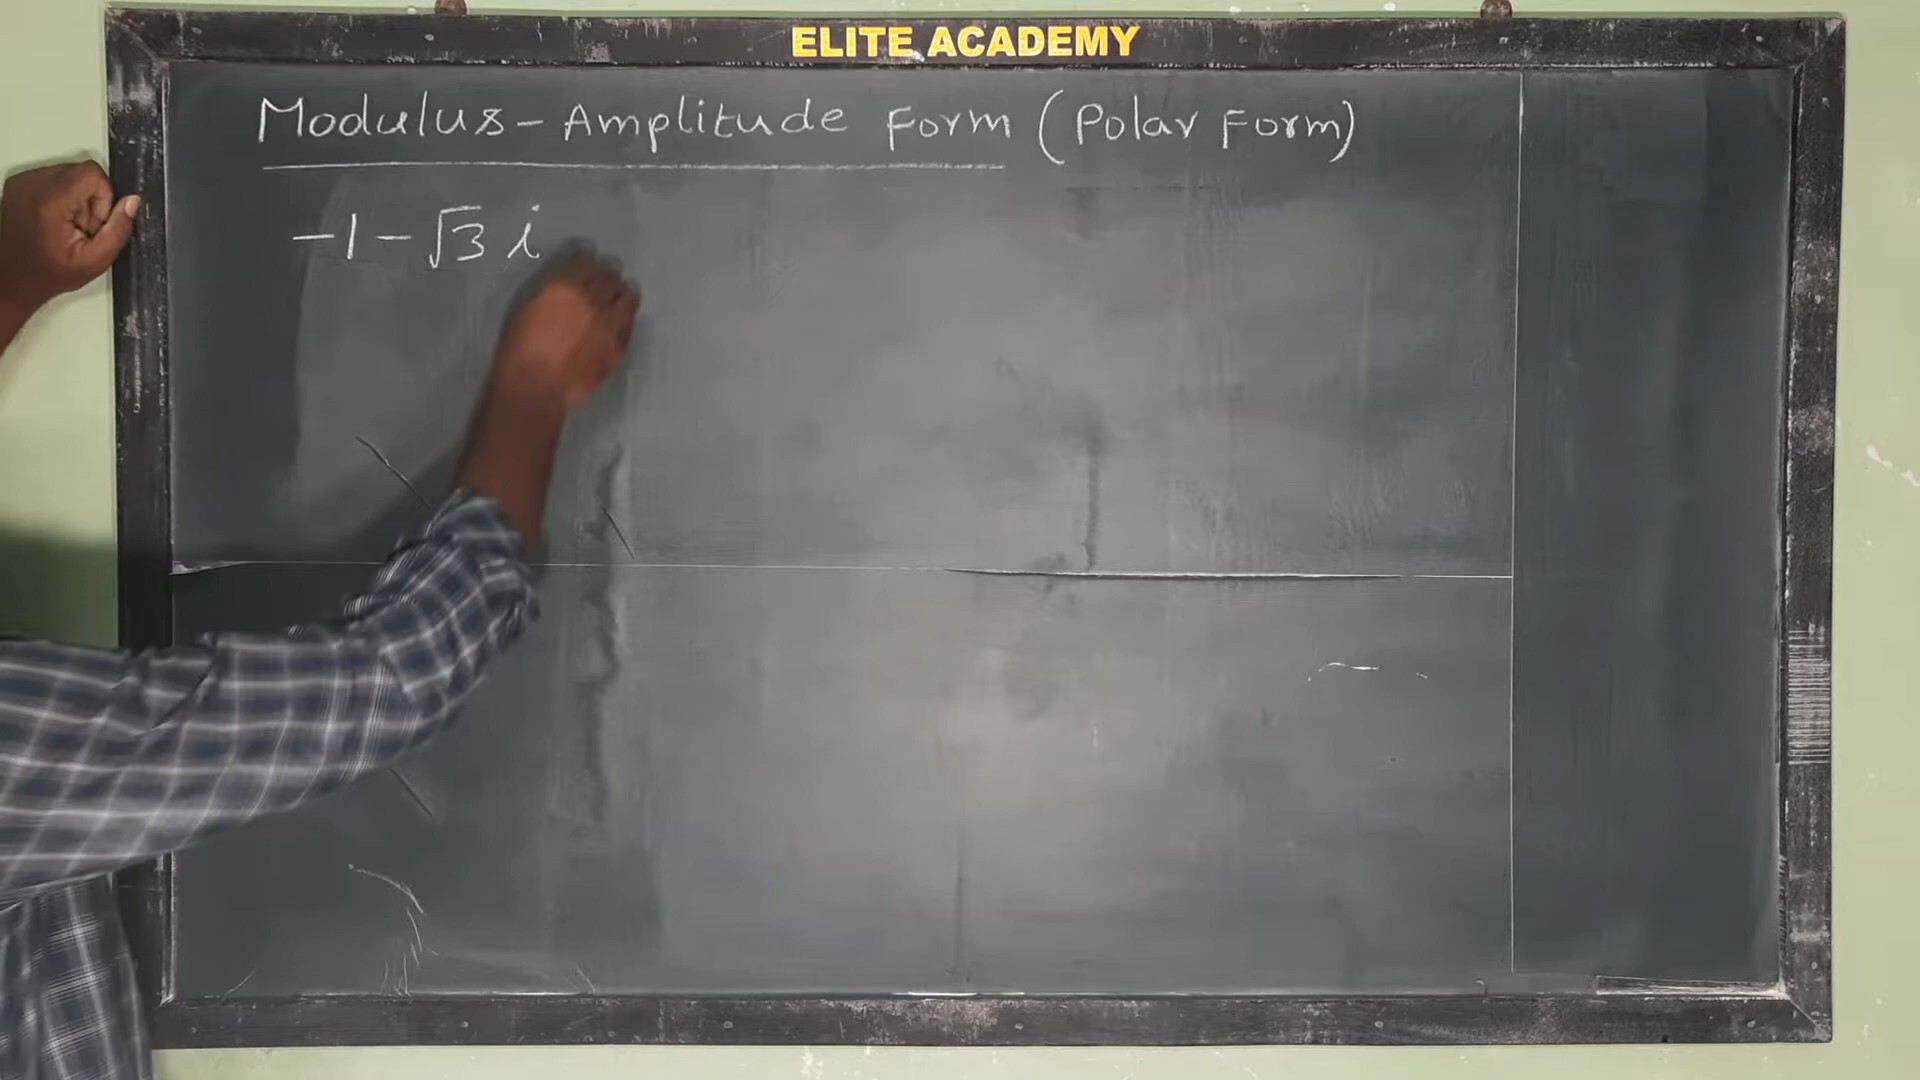 ELITE ACADEMY
Modulus - Amplitude Form (Polar Form)
-1-√3 i